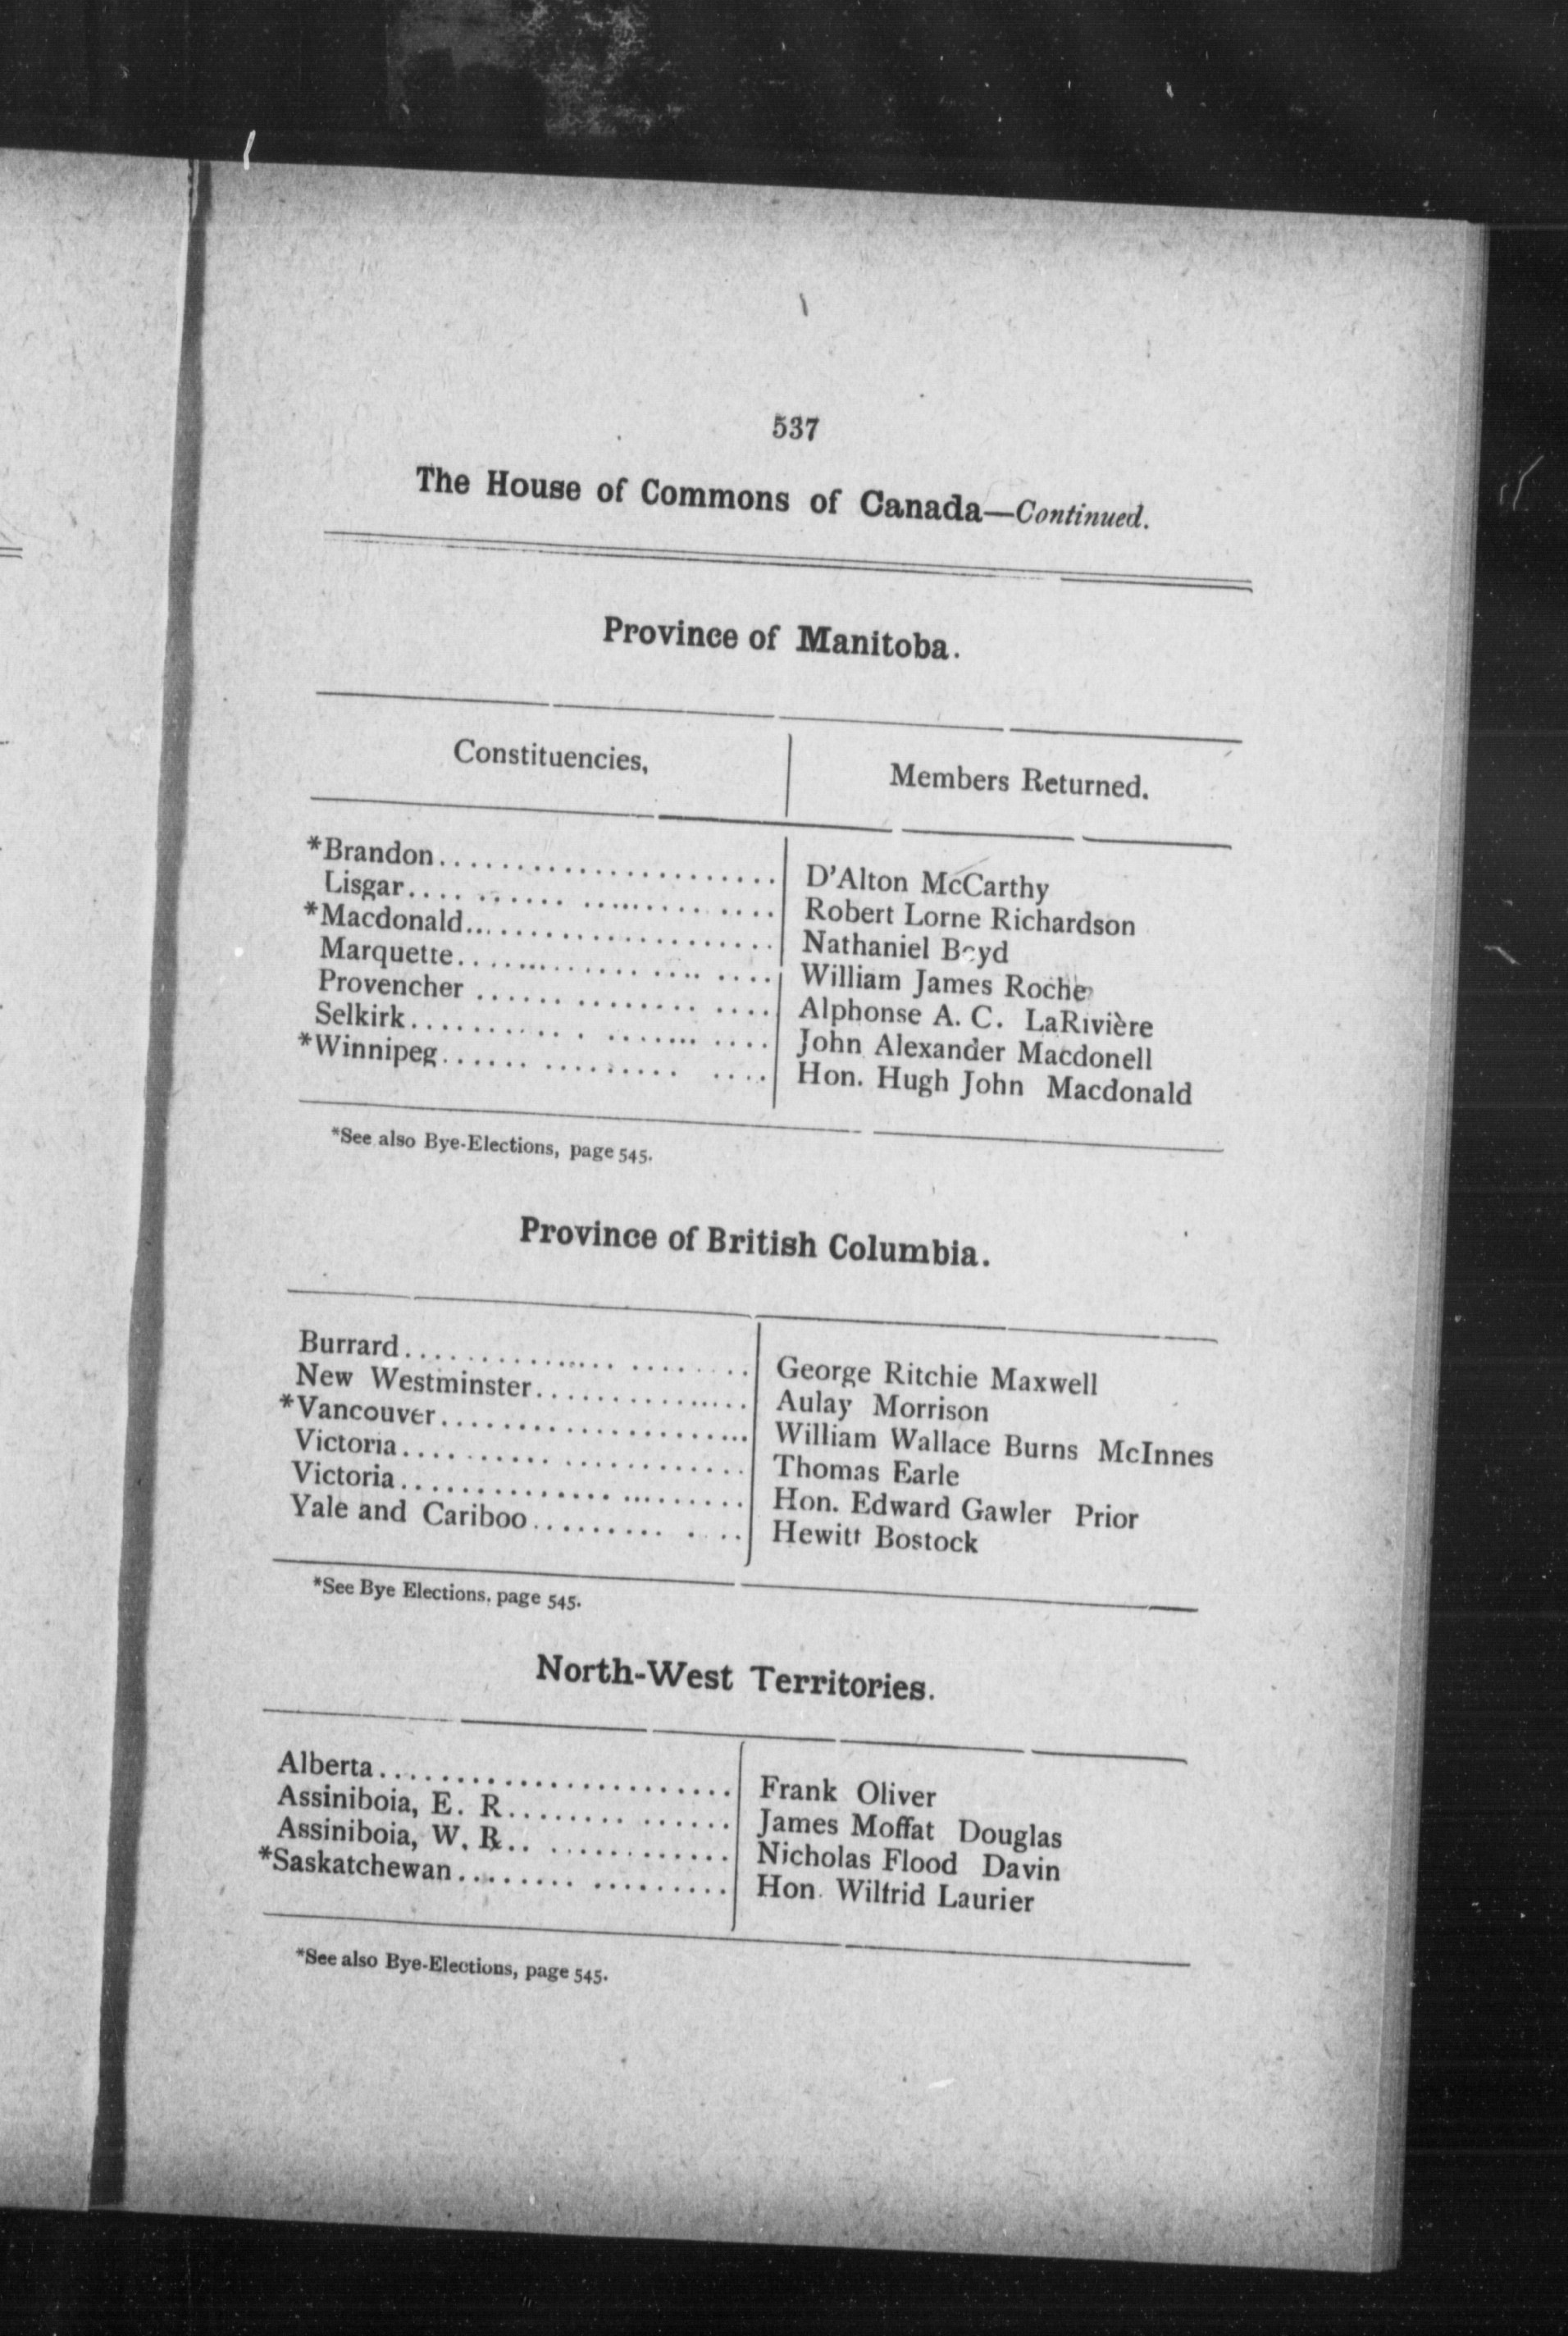 537
The House of Commons of Canada—Continued.
Province of Manitoba.
Constituencies, Members Returned.
*Brandon........................ D'Alton McCarthy
Lisgar........................ Robert Lorne Richardson
*Macdonald........................ Nathaniel Boyd
Marquette........................ William James Roche
Provencher ........................ Alphonse A. C. LaRivière
Selkirk........................ John Alexander Macdonell
*Winnipeg........................ Hon. Hugh John Macdonald
*See also Bye-Elections, page 545.
Province of British Columbia.
Burrard........................ George Ritchie Maxwell
New Westminster............... Aulay Morrison
*Vancouver........................ William Wallace Burns McInnes
Victoria........................ Thomas Earle
Victoria........................ Hon. Edward Gawler Prior
Yale and Cariboo............... Hewitt Bostock
*See Bye Elections, page 545.
North-West Territories.
Alberta........................ Frank Oliver
Assiniboia, E. R............... James Moffat Douglas
Assiniboia, W. R............... Nicholas Flood Davin
*Saskatchewan.................. Hon. Wilfrid Laurier
*See also Bye-Elections, page 545.